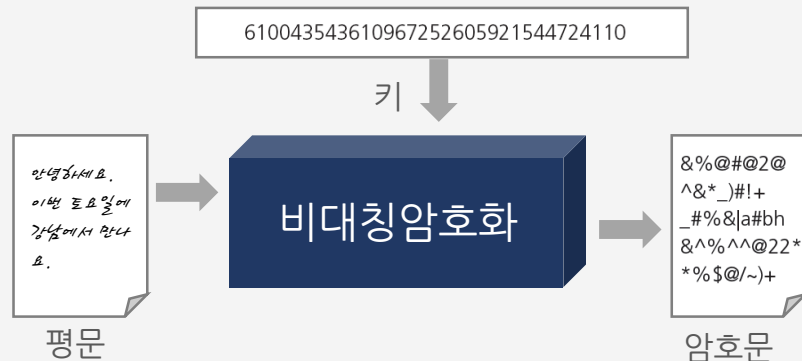 610043543610967252605921544724110
키
안녕하세요.
이번 토요일에
강남에서 만나
요.
비대칭암호화
&%@#@2@
^&*_)#!+
_#%&|a#bh
&^%^^@22*
*%$@/~)+
평문
암호문